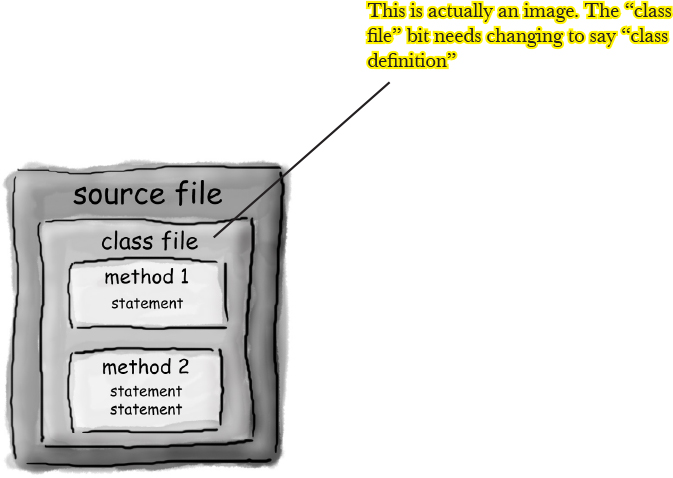 This is actually an image. The “class
file” bit needs changing to say “class
definition”
source file
class file
method 1
statement
method 2
statement
statement